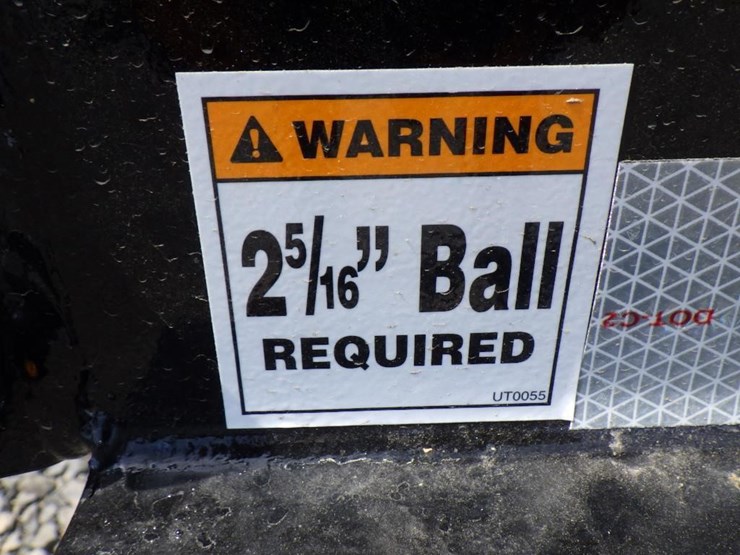 WARNING
2 5/16” Ball
REQUIRED
UT0055
DOT-C2